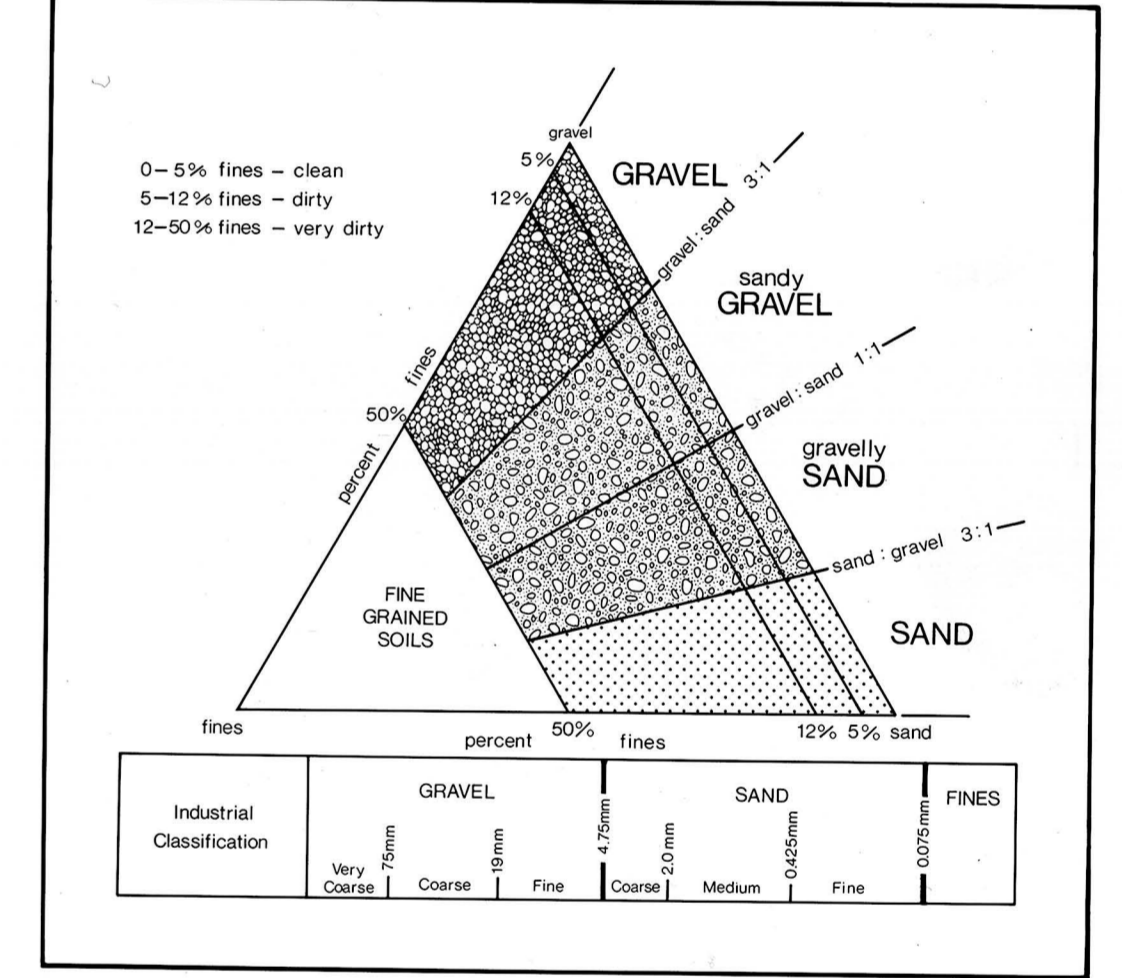 gravel
5%
GRAVEL
0-5% fines - clean
5-12% fines - dirty
12-50% fines - very dirty
12%
gravel : sand 3:1
sandy
GRAVEL
fines
50%
percent
gravel : sand 1:1
gravelly
SAND
sand : gravel 3:1
FINE
GRAINED
SOILS
SAND
fines
percent 50% fines
12% 5% sand
Industrial
Classification
GRAVEL
SAND
FINES
75mm
19mm
4.75mm
2.0mm
0.425mm
0.075mm
Very
Coarse
Coarse
Fine
Coarse
Medium
Fine